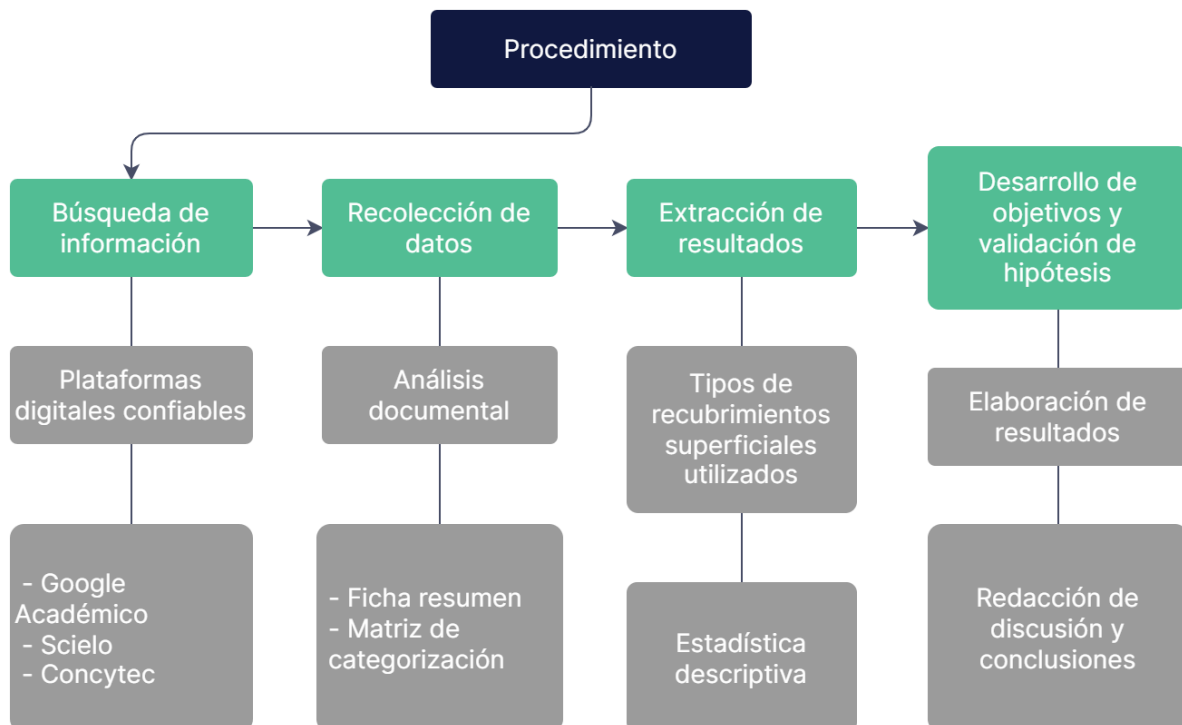 Procedimiento
Búsqueda de
información
Recolección de
datos
Extracción de
resultados
Desarrollo de
objetivos y
validación de
hipótesis
Plataformas
digitales confiables
Análisis
documental
Tipos de
recubrimientos
superficiales
utilizados
Elaboración de
resultados
- Google
Académico
- Scielo
- Concytec
- Ficha resumen
- Matriz de
categorización
Estadística
descriptiva
Redacción de
discusión y
conclusiones